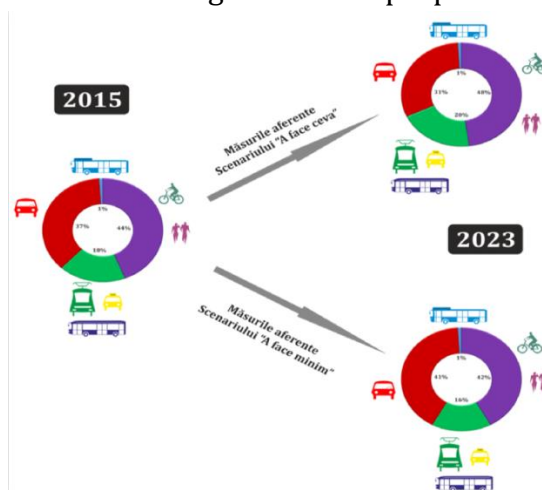 1%
31% 48%
20%
2015
Măsurile aferente
Scenariului "A face ceva"
1%
37% 44%
18%
2023
Măsurile aferente
Scenariului "A face minim"
1%
41% 42%
16%